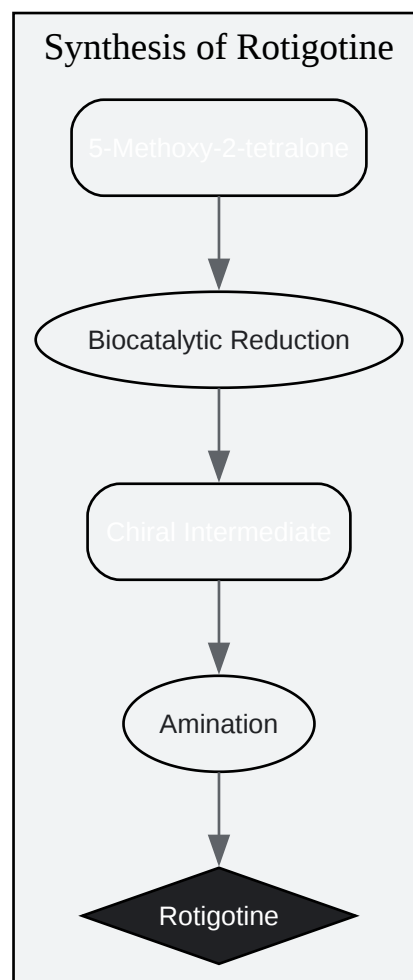 Synthesis of Rotigotine
5-Methoxy-2-tetralone
Biocatalytic Reduction
Chiral Intermediate
Amination
Rotigotine